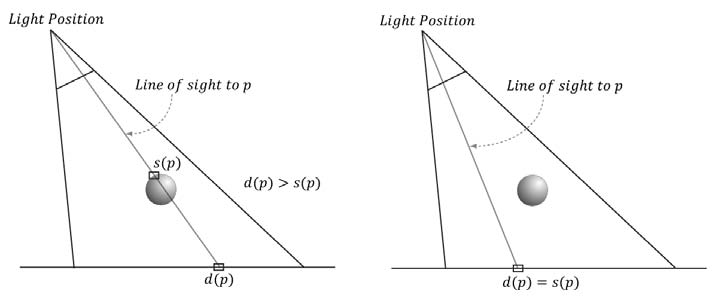 Light Position
Line of sight to p
s(p)
d(p) > s(p)
d(p)
Light Position
Line of sight to p
d(p) = s(p)